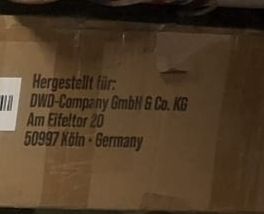 Hergestellt für:
DWD-Company GmbH & Co. KG
Am Eifeltor 20
50997 Köln · Germany